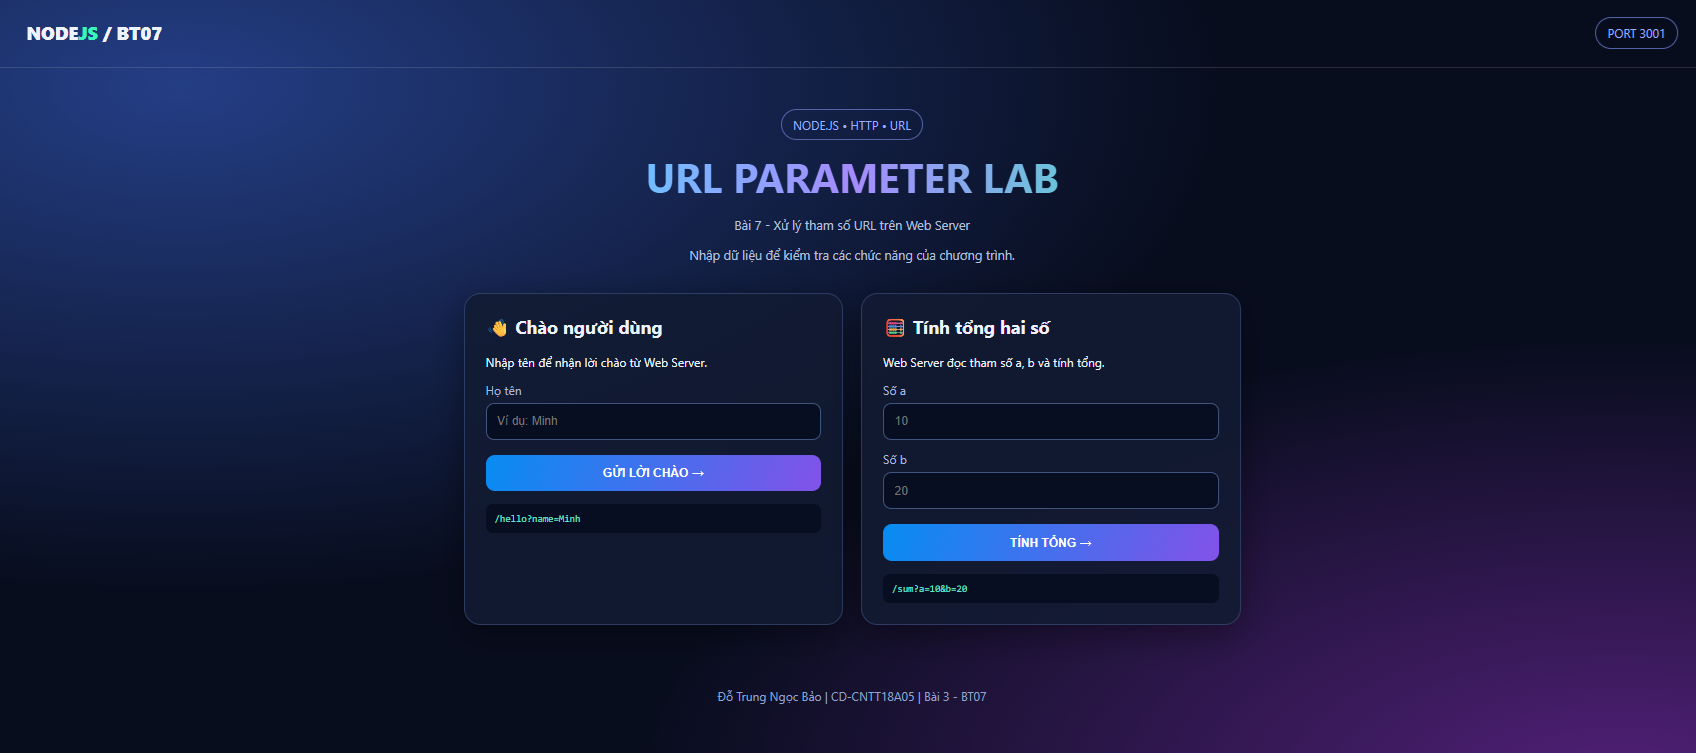 NODEJS / BT07
PORT 3001
NODE.JS • HTTP • URL
URL PARAMETER LAB
Bài 7 - Xử lý tham số URL trên Web Server
Nhập dữ liệu để kiểm tra các chức năng của chương trình.
Chào người dùng
Nhập tên để nhận lời chào từ Web Server.
Họ tên
Ví dụ: Minh
GỬI LỜI CHÀO →
/hello?name=Minh
Tính tổng hai số
Web Server đọc tham số a, b và tính tổng.
Số a
10
Số b
20
TÍNH TỔNG →
/sum?a=10&b=20
Đỗ Trung Ngọc Bảo | CD-CNTT18A05 | Bài 3 - BT07